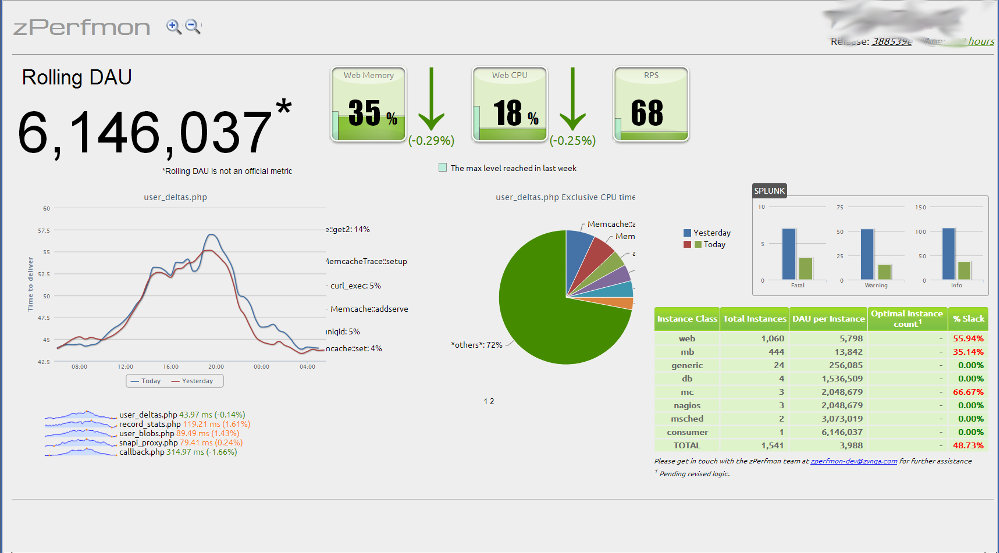 zPerfmon
Release: 388539e hours
Rolling DAU
6,146,037*
*Rolling DAU is not an official metric
Web Memory
35 %
(-0.29%)
Web CPU
18 %
(-0.25%)
RPS
68
The max level reached in last week
user_deltas.php
60
57.5
55
52.5
50
47.5
45
42.5
Time to deliver
08:00 12:00 16:00 20:00 00:00 04:00
Today Yesterday
e::get2: 14%
MemcacheTrace::setup
curl_exec: 5%
Memcache::addserve
niqid: 5%
ocache::set: 4%
user_deltas.php Exclusive CPU time
Memcache::a
Mem
*others*: 72%
1 2
Yesterday
Today
SPLUNK
10
5
0
Fatal
75
50
25
0
Warning
150
100
50
0
Info
user_deltas.php 43.97 ms (-0.14%)
record_stats.php 119.21 ms (1.61%)
user_blobs.php 89.49 ms (1.43%)
snapi_proxy.php 79.41 ms (0.24%)
callback.php 314.97 ms (-1.66%)
Instance Class Total Instances DAU per Instance Optimal Instance count1 % Slack
web 1,060 5,798 - 55.94%
mb 444 13,842 - 35.14%
generic 24 256,085 - 0.00%
db 4 1,536,509 - 0.00%
mc 3 2,048,679 - 66.67%
nagios 3 2,048,679 - 0.00%
msched 2 3,073,019 - 0.00%
consumer 1 6,146,037 - 0.00%
TOTAL 1,541 3,988 - 48.73%
Please get in touch with the zPerfmon team at zperfmon-dev@zynga.com for further assistance
1 Pending revised logic.